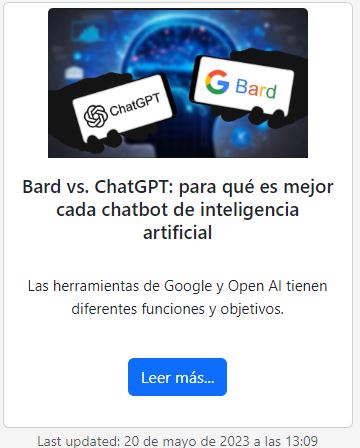 ChatGPT
Bard
Bard vs. ChatGPT: para qué es mejor
cada chatbot de inteligencia
artificial
Las herramientas de Google y Open AI tienen
diferentes funciones y objetivos.
Leer más...
Last updated: 20 de mayo de 2023 a las 13:09